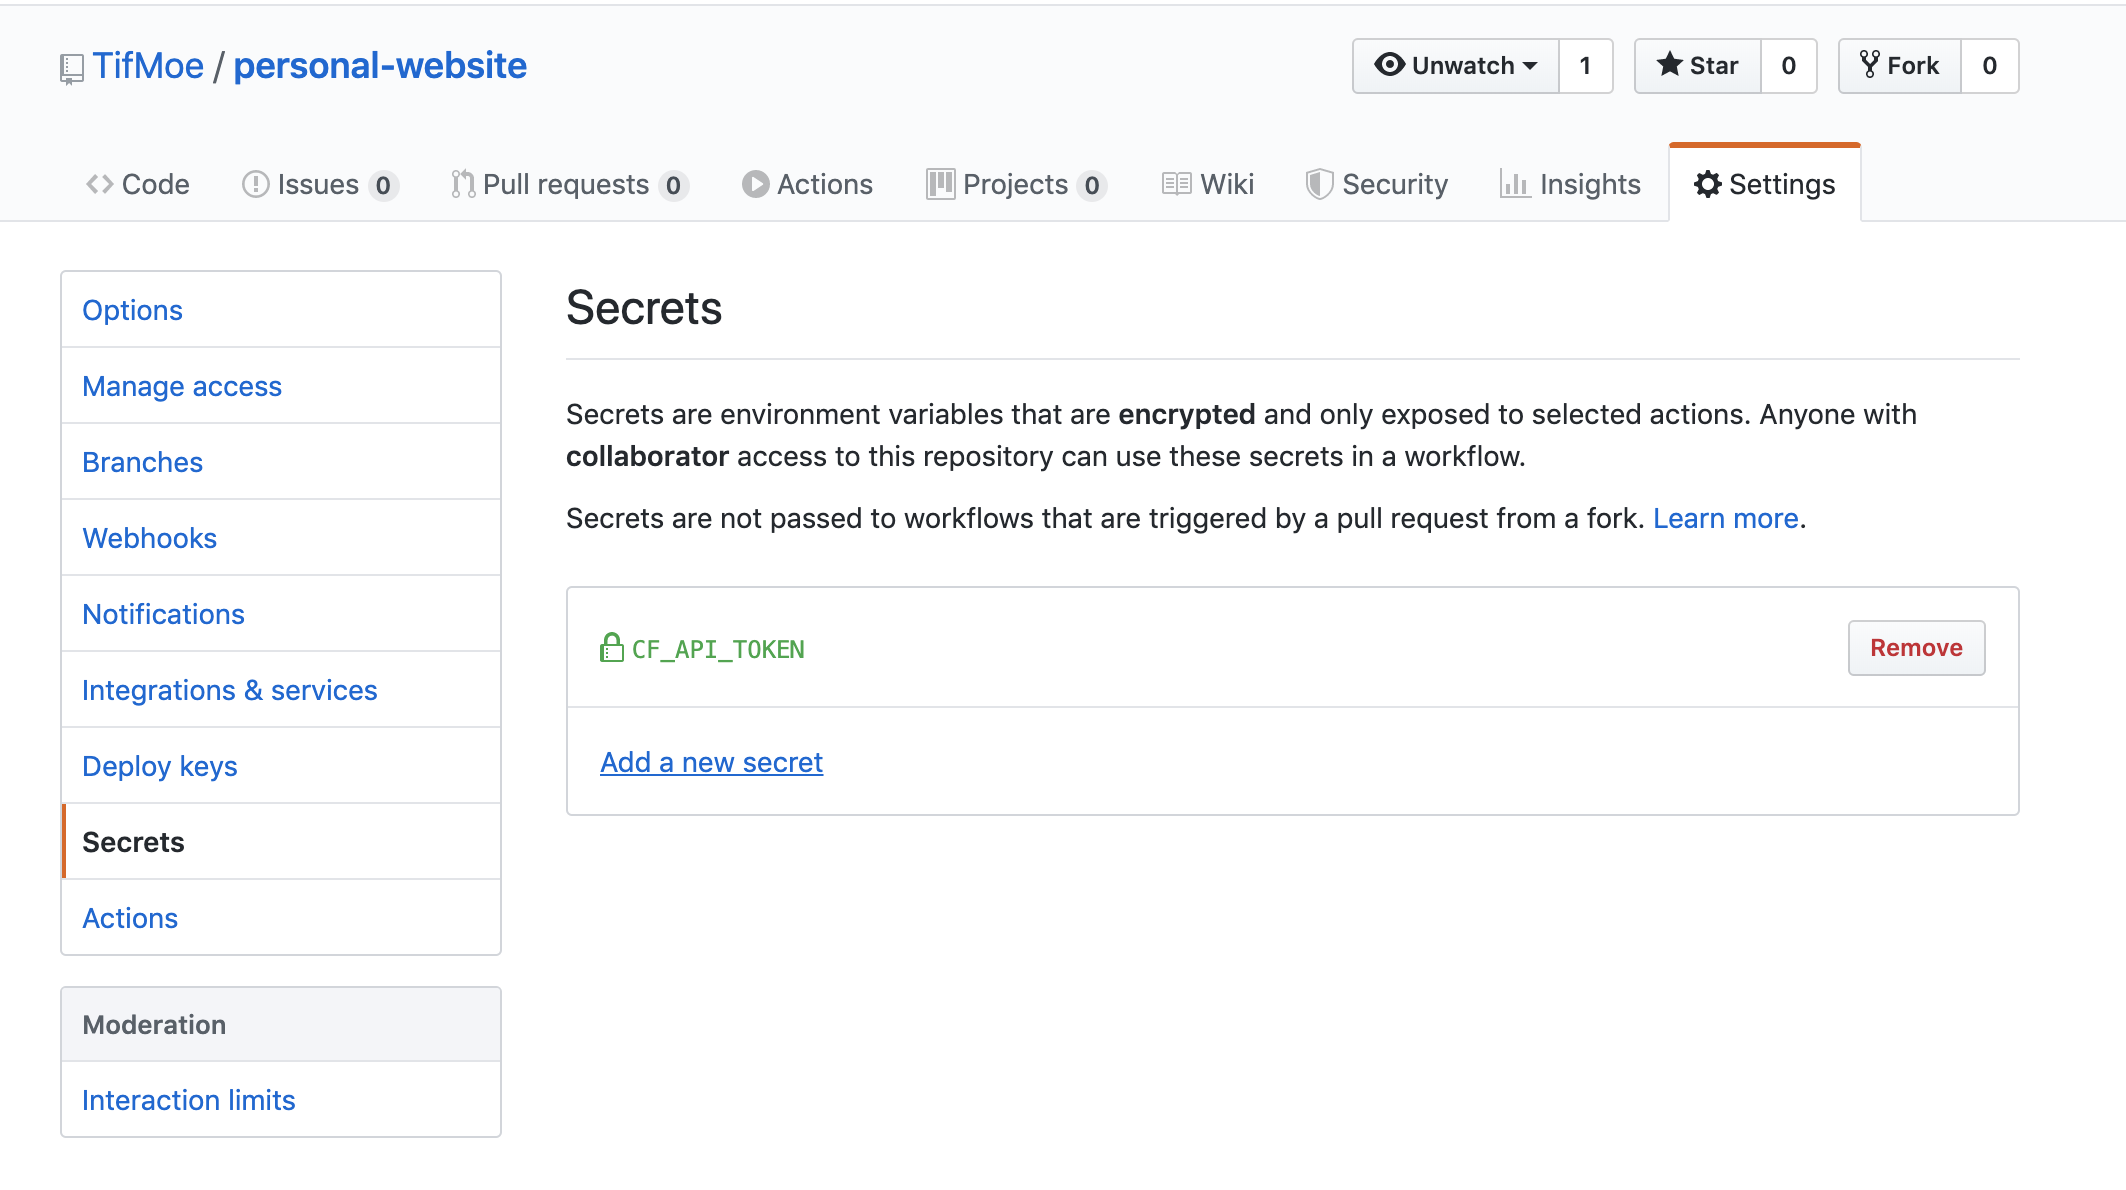 TifMoe / personal-website
Unwatch 1 Star 0 Fork 0
Code Issues 0 Pull requests 0 Actions Projects 0 Wiki Security Insights Settings
Options
Manage access
Branches
Webhooks
Notifications
Integrations & services
Deploy keys
Secrets
Actions
Moderation
Interaction limits
Secrets
Secrets are environment variables that are encrypted and only exposed to selected actions. Anyone with
collaborator access to this repository can use these secrets in a workflow.
Secrets are not passed to workflows that are triggered by a pull request from a fork. Learn more.
CF_API_TOKEN Remove
Add a new secret